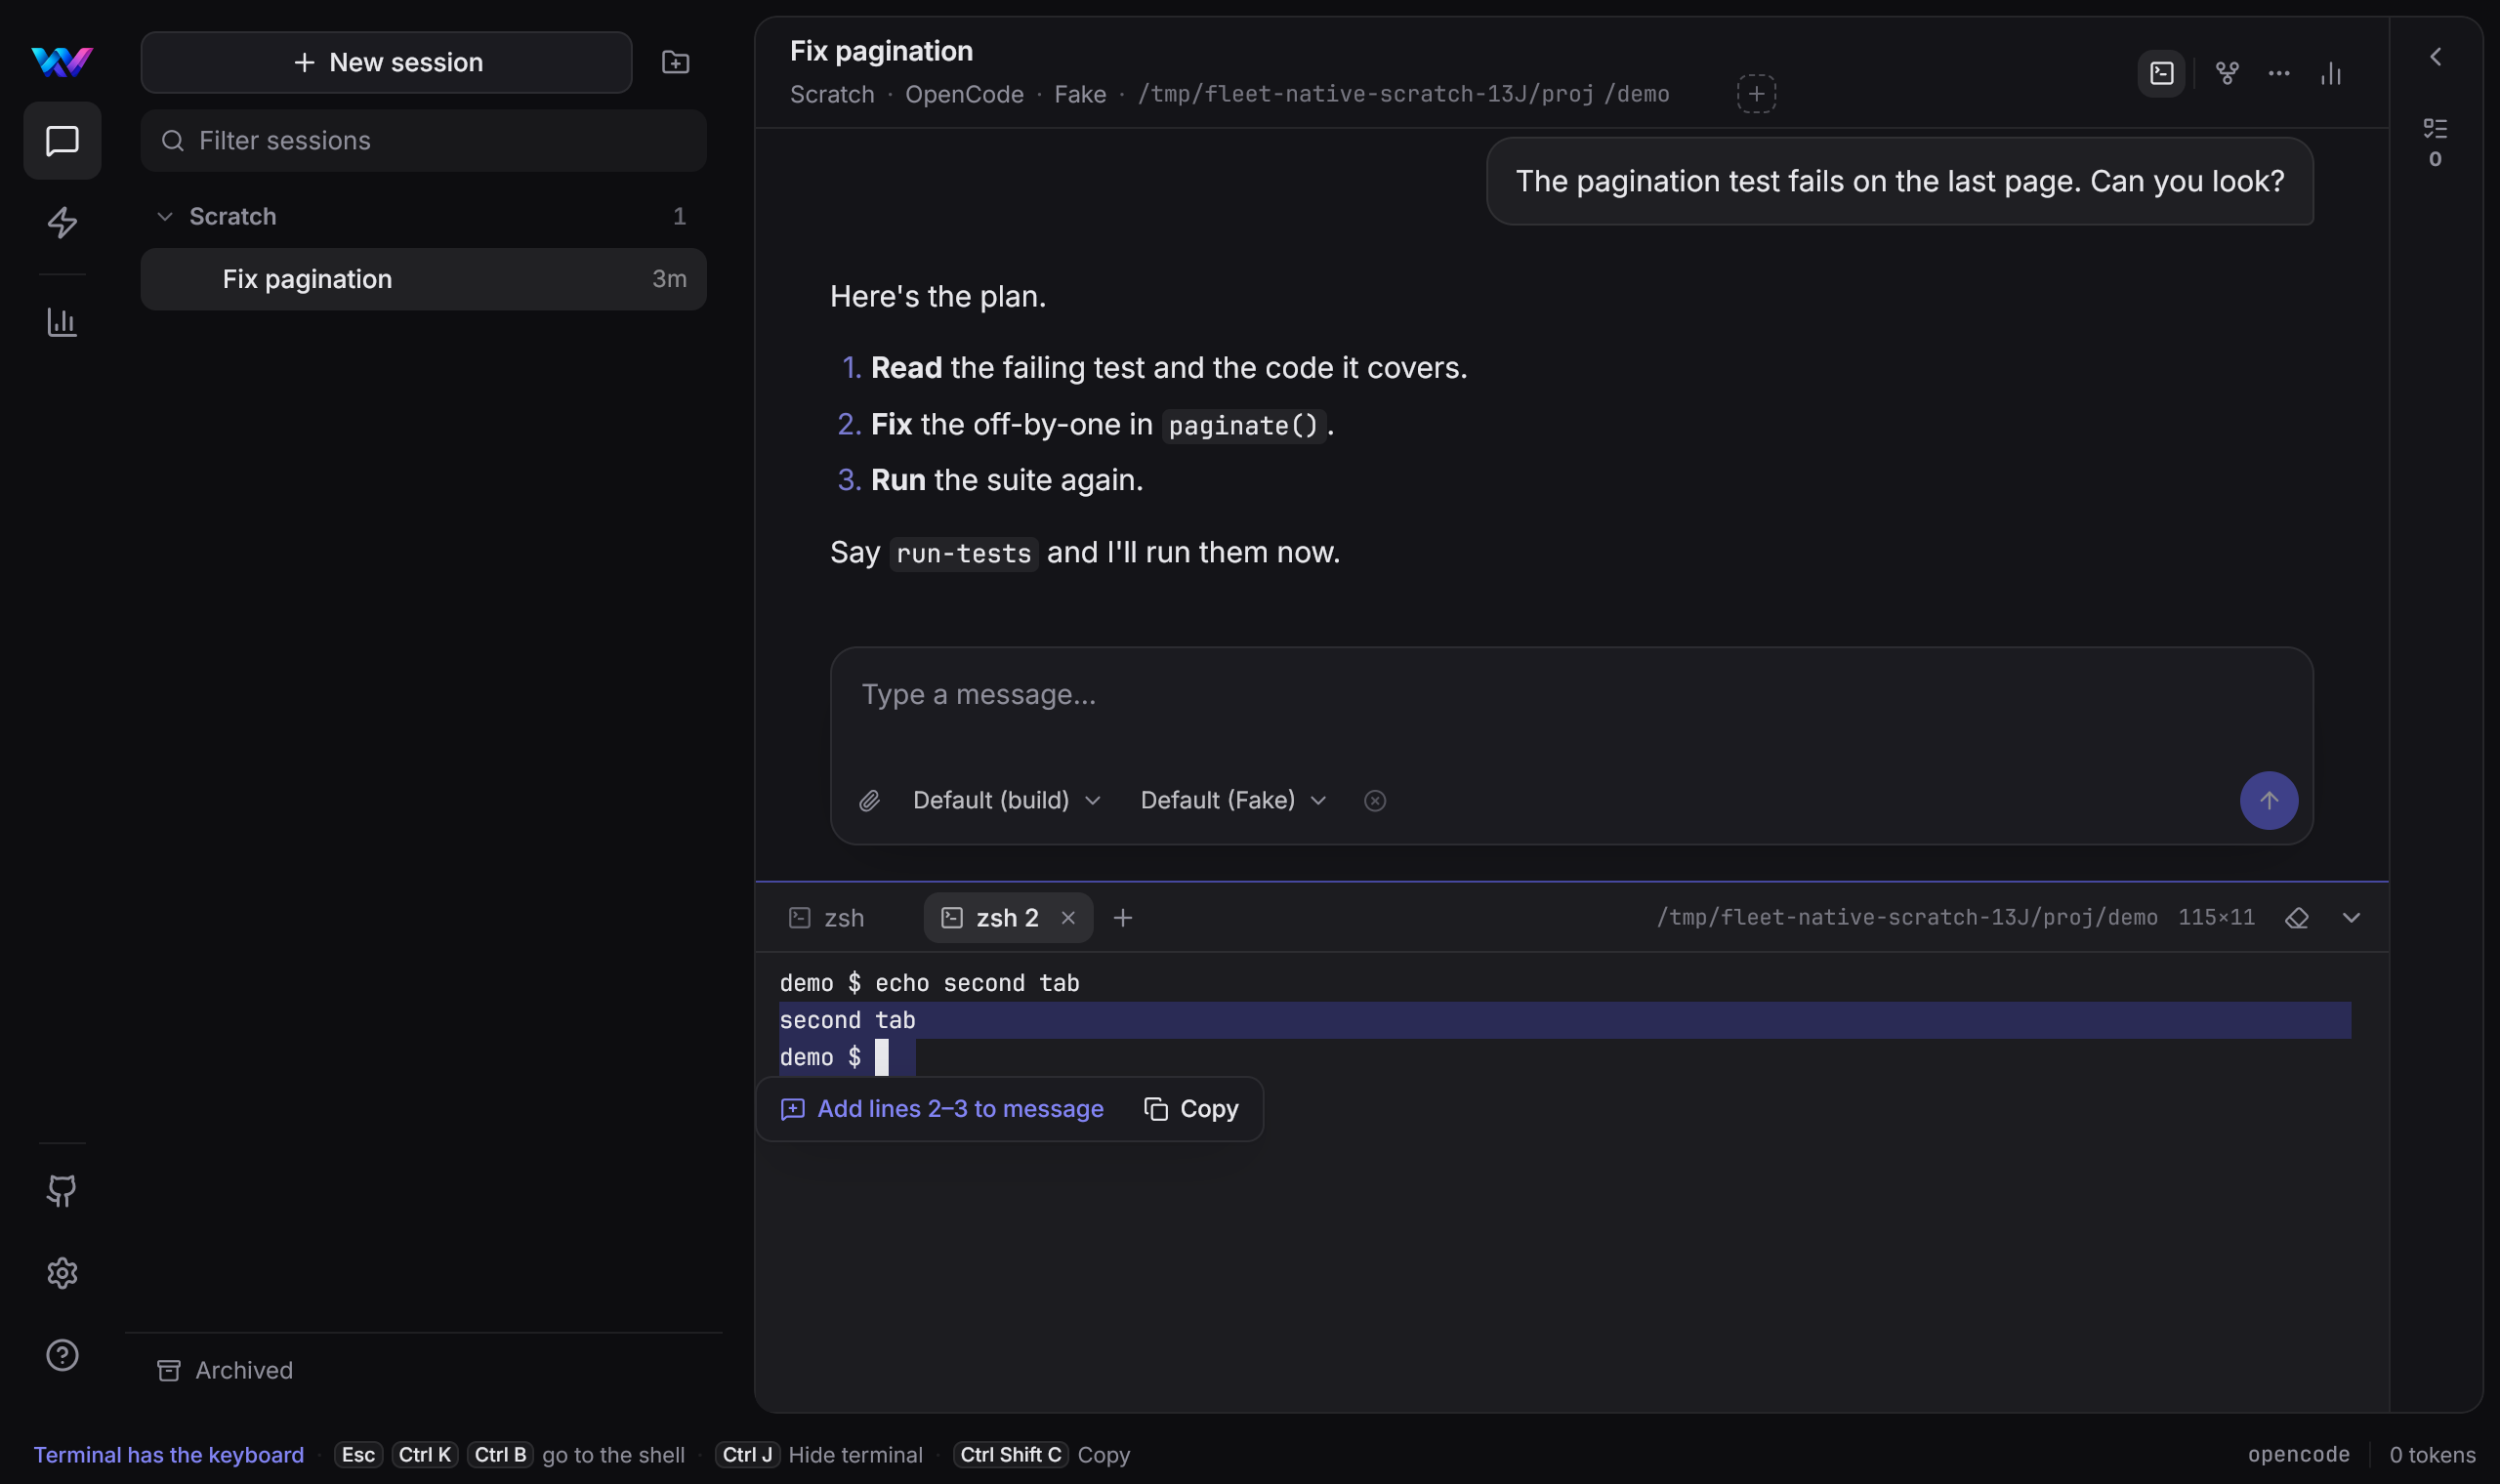 New session
Filter sessions
Scratch 1
Fix pagination 3m
Archived
Fix pagination
Scratch · OpenCode · Fake · /tmp/fleet-native-scratch-13J/proj /demo
0
The pagination test fails on the last page. Can you look?
Here's the plan.
1. Read the failing test and the code it covers.
2. Fix the off-by-one in paginate().
3. Run the suite again.
Say run-tests and I'll run them now.
Type a message...
Default (build) Default (Fake)
zsh zsh 2 /tmp/fleet-native-scratch-13J/proj/demo 115×11
demo $ echo second tab
second tab
demo $
Add lines 2–3 to message Copy
Terminal has the keyboard · Esc Ctrl K Ctrl B go to the shell · Ctrl J Hide terminal · Ctrl Shift C Copy opencode 0 tokens